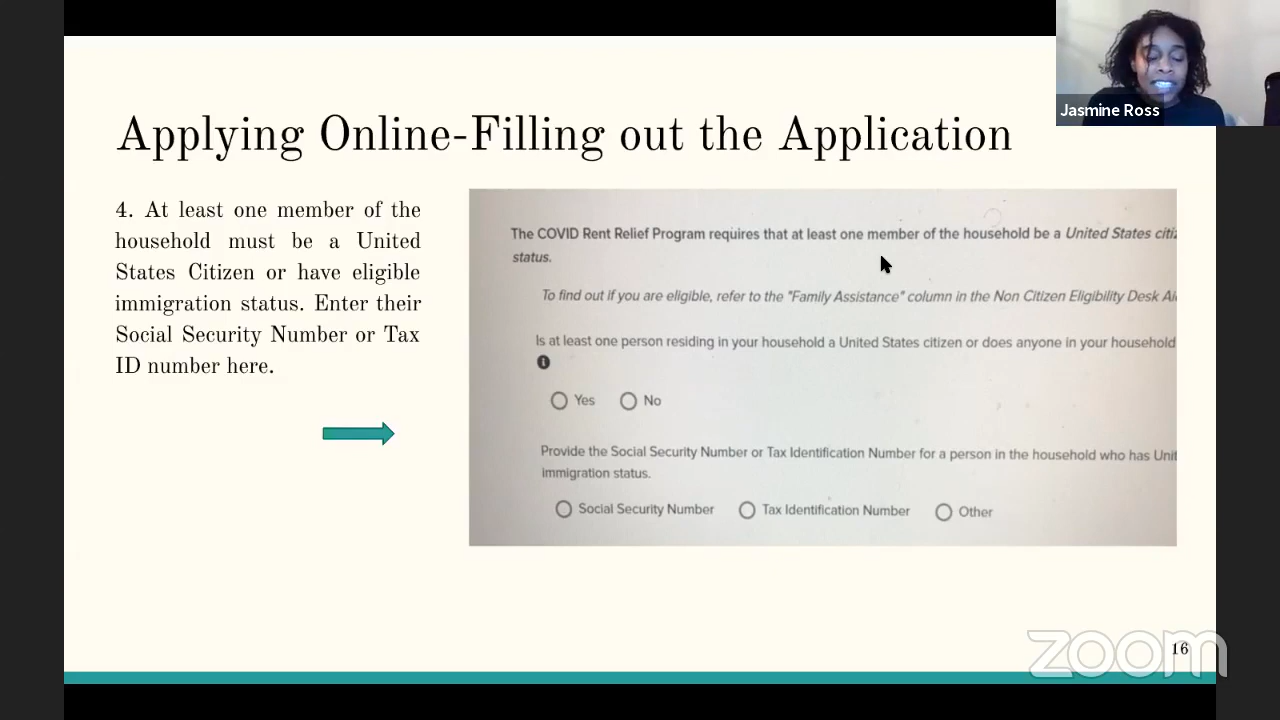 Applying Online-Filling out the Application
Jasmine Ross
4. At least one member of the
household must be a United
States Citizen or have eligible
immigration status. Enter their
Social Security Number or Tax
ID number here.
The COVID Rent Relief Program requires that at least one member of the household be a United States citi
status.
To find out if you are eligible, refer to the "Family Assistance" column in the Non Citizen Eligibility Desk Ai
Is at least one person residing in your household a United States citizen or does anyone in your household
Yes No
Provide the Social Security Number or Tax Identification Number for a person in the household who has Unit
immigration status.
Social Security Number Tax Identification Number Other
16
zoom